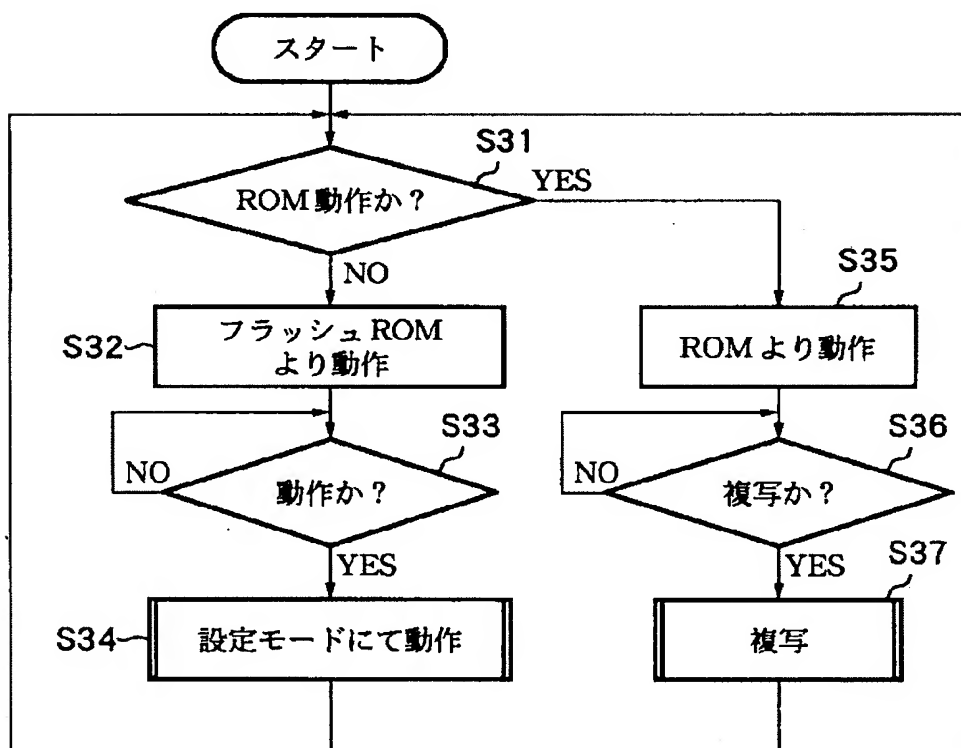 スタート
S31
ROM動作か?
YES
NO
S35
S32
フラッシュROM
より動作
ROMより動作
S33
S36
NO
動作か?
NO
複写か?
YES
YES
S37
S34
設定モードにて動作
複写